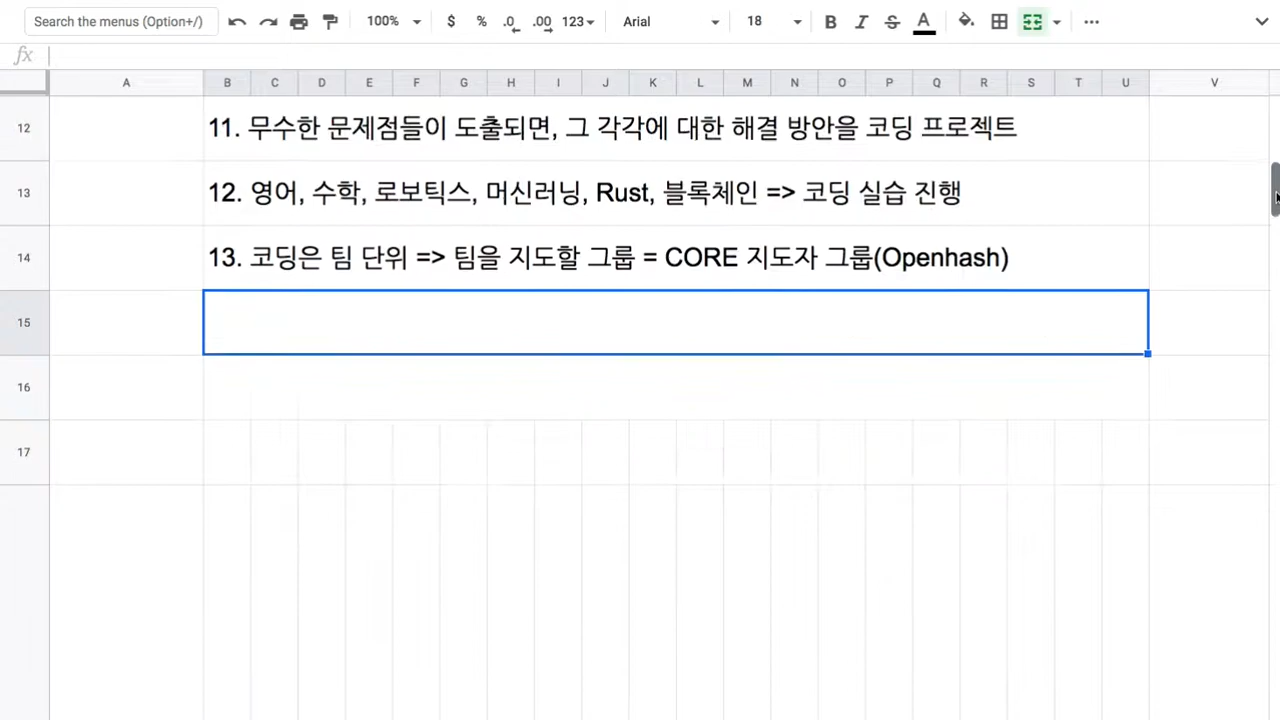 Search the menus (Option+/) 100% $ % .0 .00 123 Arial 18 B I S A
fx
A B C D E F G H I J K L M N O P Q R S T U V
12 11. 무수한 문제점들이 도출되면, 그 각각에 대한 해결 방안을 코딩 프로젝트
13 12. 영어, 수학, 로보틱스, 머신러닝, Rust, 블록체인 => 코딩 실습 진행
14 13. 코딩은 팀 단위 => 팀을 지도할 그룹 = CORE 지도자 그룹(Openhash)
15
16
17